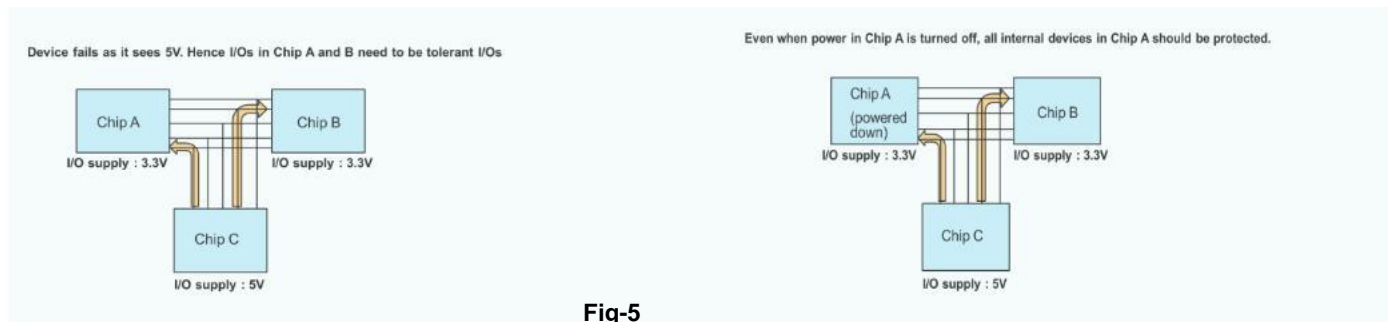 Device fails as it sees 5V. Hence I/Os in Chip A and B need to be tolerant I/Os
Chip A
Chip B
I/O supply : 3.3V
I/O supply : 3.3V
Chip C
I/O supply : 5V
Even when power in Chip A is turned off, all internal devices in Chip A should be protected.
Chip A
(powered
down)
Chip B
I/O supply : 3.3V
I/O supply : 3.3V
Chip C
I/O supply : 5V
Fig-5